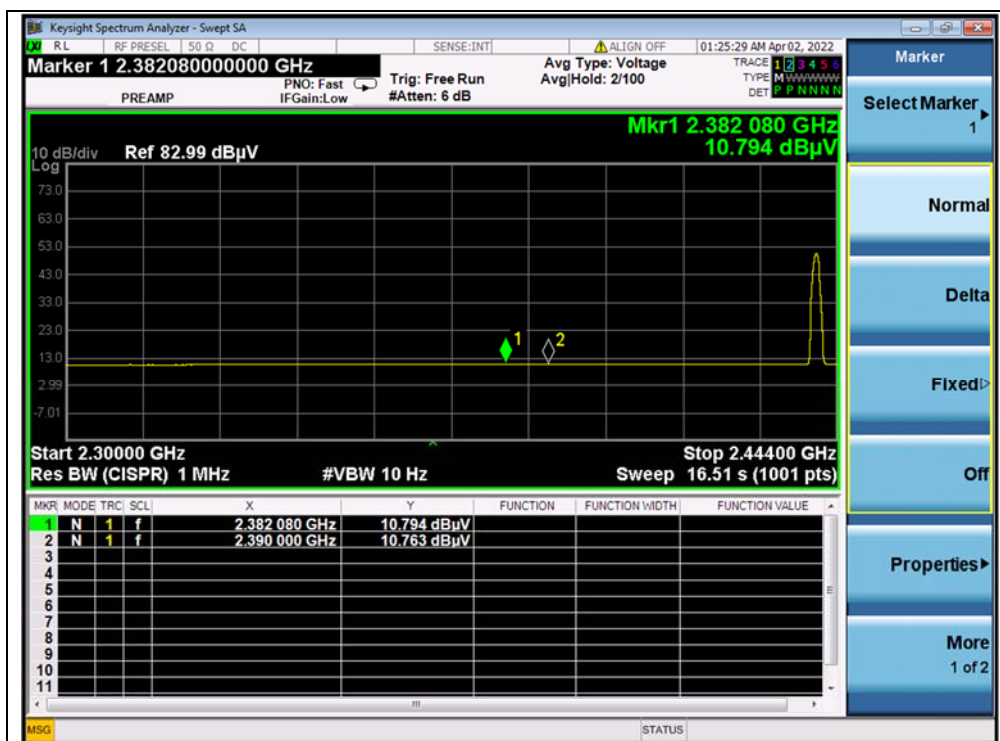 Keysight Spectrum Analyzer - Swept SA
LXI RL RF PRESEL 50 Ω DC SENSE:INT ALIGN OFF 01:25:29 AM Apr 02, 2022
Marker 1 2.382080000000 GHz
PREAMP
PNO: Fast
IFGain:Low
Trig: Free Run
#Atten: 6 dB
Avg Type: Voltage
Avg|Hold: 2/100
TRACE 1 2 3 4 5 6
TYPE M W W W W W
DET P P N N N N
Mkr1 2.382 080 GHz
10.794 dBµV
10 dB/div Ref 82.99 dBµV
Log
73.0
63.0
53.0
43.0
33.0
23.0
13.0
2.99
-7.01
1
2
Start 2.30000 GHz Stop 2.44400 GHz
Res BW (CISPR) 1 MHz #VBW 10 Hz Sweep 16.51 s (1001 pts)
MKR MODE TRC SCL X Y FUNCTION FUNCTION WIDTH FUNCTION VALUE
1 N 1 f 2.382 080 GHz 10.794 dBµV
2 N 1 f 2.390 000 GHz 10.763 dBµV
3
4
5
6
7
8
9
10
11
MSG STATUS
Marker
Select Marker
1
Normal
Delta
Fixed
Off
Properties
More
1 of 2